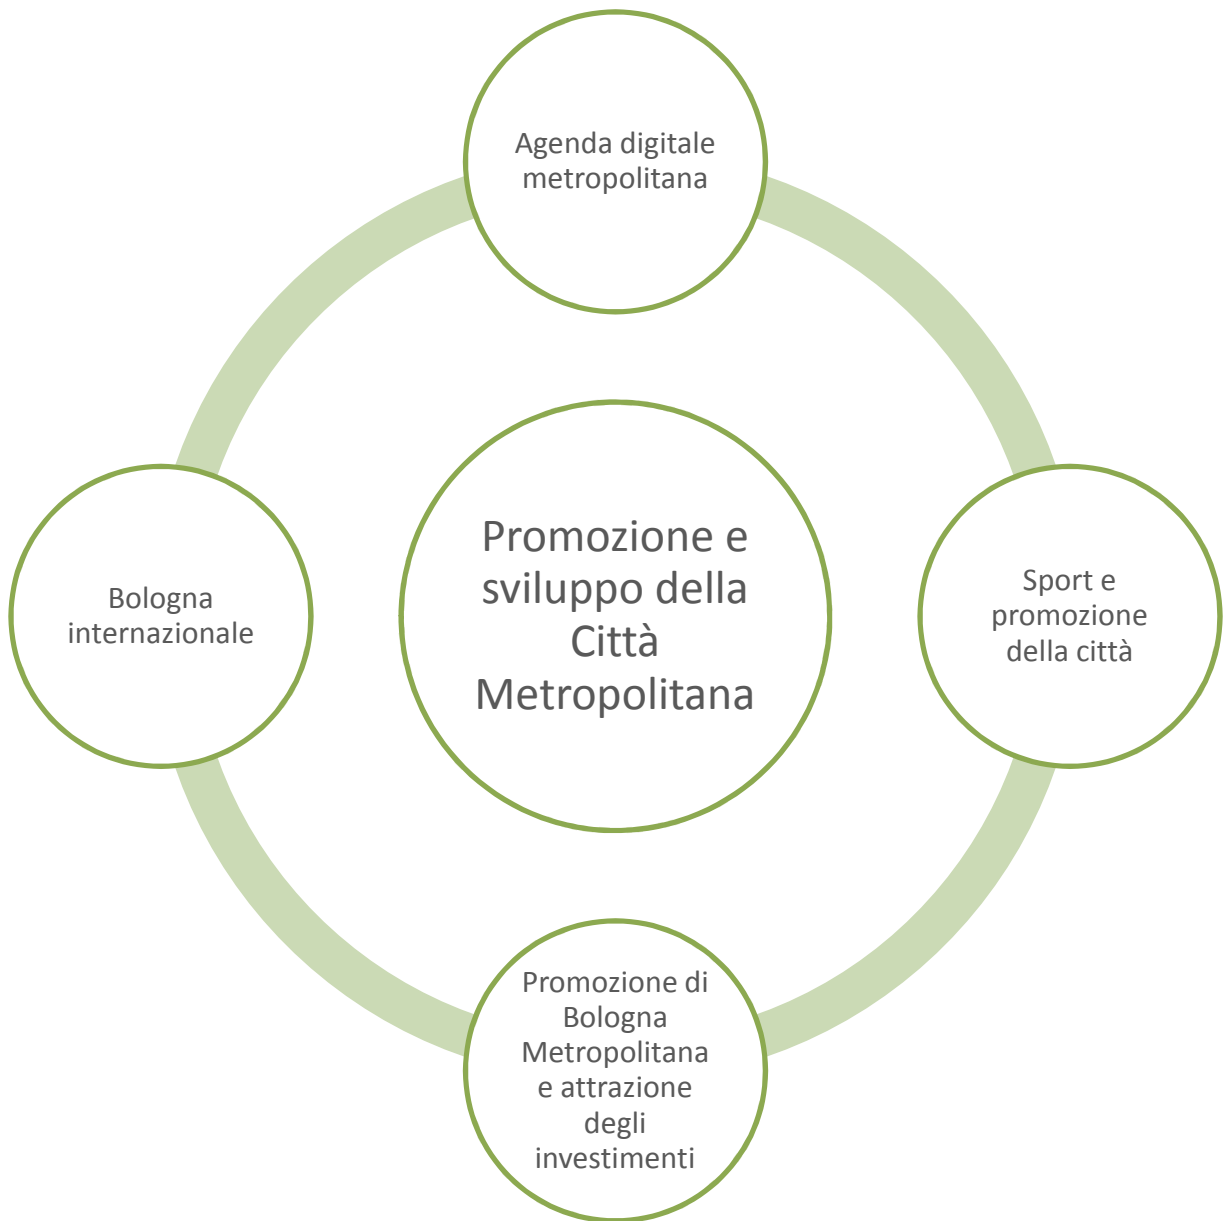 Agenda digitale
metropolitana
Promozione e
sviluppo della
Città
Metropolitana
Sport e
promozione
della città
Promozione di
Bologna
Metropolitana
e attrazione
degli
investimenti
Bologna
internazionale